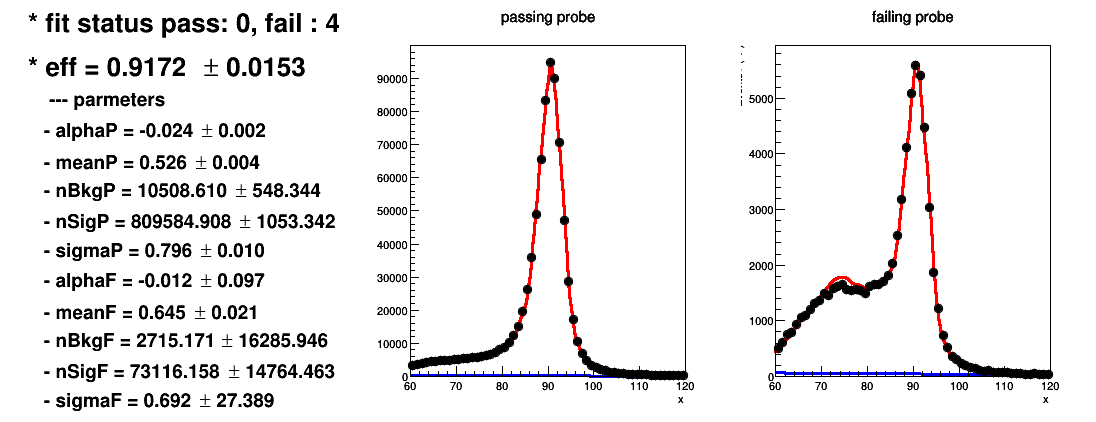 * fit status pass: 0, fail : 4
* eff = 0.9172 ± 0.0153
--- parmeters
- alphaP = -0.024 ± 0.002
- meanP = 0.526 ± 0.004
- nBkgP = 10508.610 ± 548.344
- nSigP = 809584.908 ± 1053.342
- sigmaP = 0.796 ± 0.010
- alphaF = -0.012 ± 0.097
- meanF = 0.645 ± 0.021
- nBkgF = 2715.171 ± 16285.946
- nSigF = 73116.158 ± 14764.463
- sigmaF = 0.692 ± 27.389
passing probe
90000
80000
70000
60000
50000
40000
30000
20000
10000
0
60 70 80 90 100 110 120
x
failing probe
5000
4000
3000
2000
1000
0
60 70 80 90 100 110 120
x